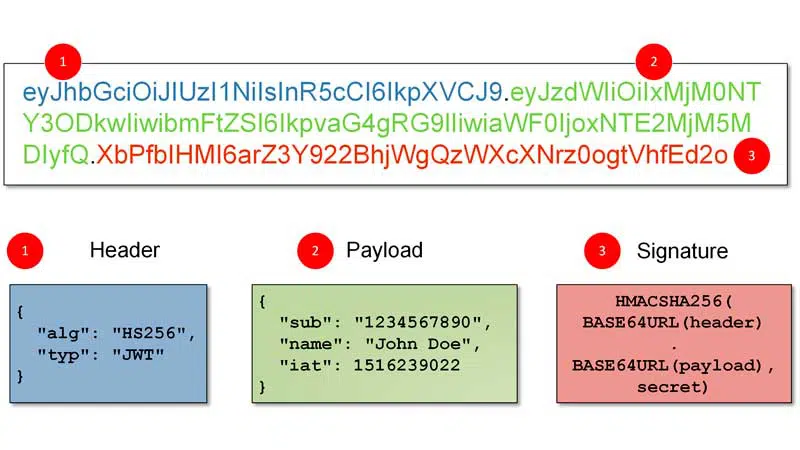 1
2
eyJhbGciOiJIUzI1NiIsInR5cCI6IkpXVCJ9.eyJzdWIiOiIxMjM0NT
Y3ODkwIiwibmFtZSI6IkpvaG4gRG9lIiwiaWF0IjoxNTE2MjM5M
DIyfQ.XbPfbIHMI6arZ3Y922BhjWgQzWXcXNrz0ogtVhfEd2o
3
1 Header
2 Payload
3 Signature
{
"alg": "HS256",
"typ": "JWT"
}
{
"sub": "1234567890",
"name": "John Doe",
"iat": 1516239022
}
HMACSHA256(
BASE64URL(header)
.
BASE64URL(payload),
secret)